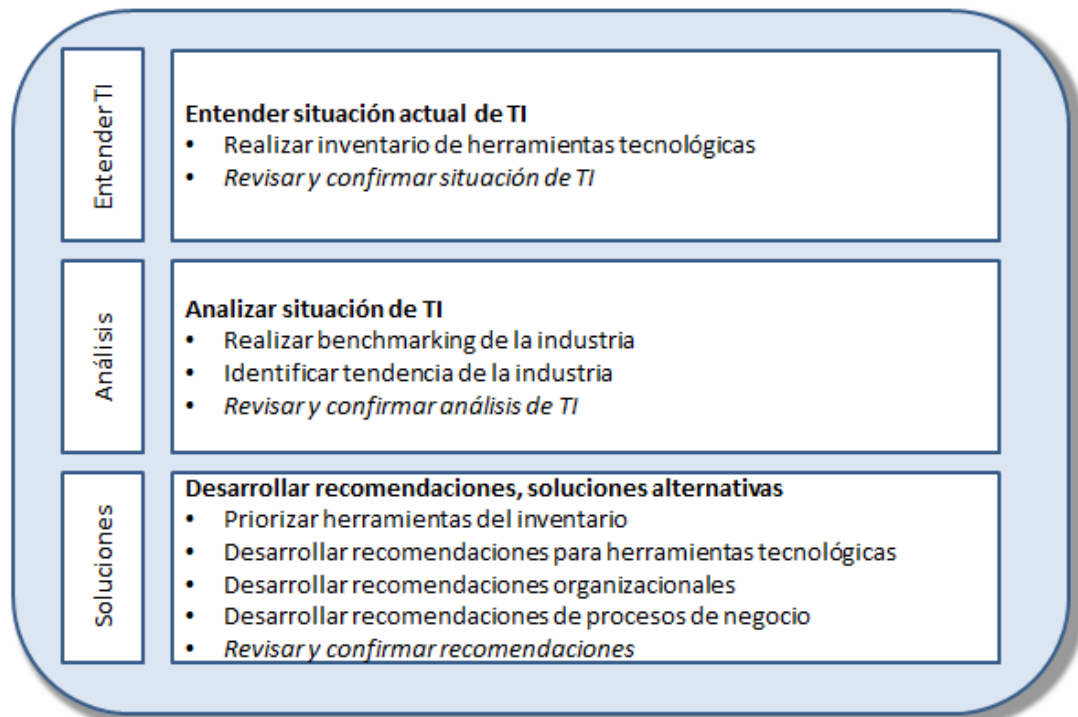 Entender TI
Entender situación actual de TI
• Realizar inventario de herramientas tecnológicas
• Revisar y confirmar situación de TI
Análisis
Analizar situación de TI
• Realizar benchmarking de la industria
• Identificar tendencia de la industria
• Revisar y confirmar análisis de TI
Soluciones
Desarrollar recomendaciones, soluciones alternativas
• Priorizar herramientas del inventario
• Desarrollar recomendaciones para herramientas tecnológicas
• Desarrollar recomendaciones organizacionales
• Desarrollar recomendaciones de procesos de negocio
• Revisar y confirmar recomendaciones